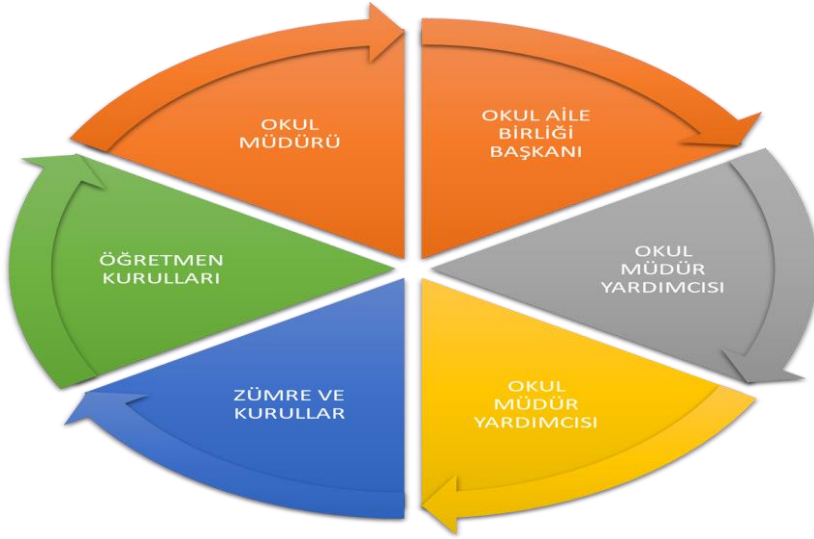 OKUL
MÜDÜRÜ
OKUL AİLE
BİRLİĞİ
BAŞKANI
OKUL
MÜDÜR
YARDIMCISI
OKUL
MÜDÜR
YARDIMCISI
ZÜMRE VE
KURULLAR
ÖĞRETMEN
KURULLARI